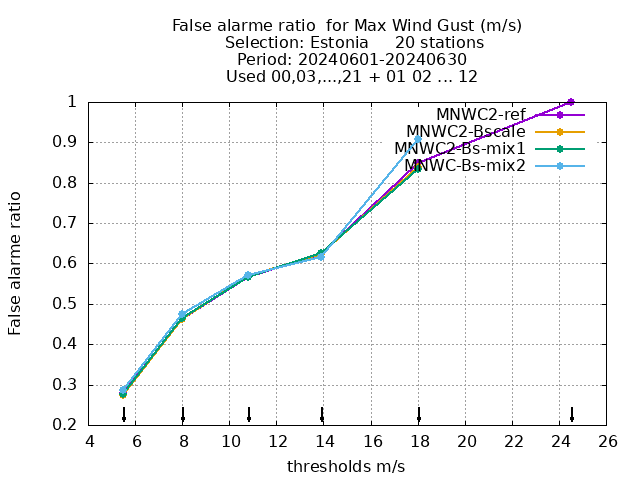 False alarme ratio  for Max Wind Gust (m/s)
Selection: Estonia     20 stations
Period: 20240601-20240630
Used 00,03,...,21 + 01 02 ... 12
False alarme ratio
1
0.9
0.8
0.7
0.6
0.5
0.4
0.3
0.2
MNWC2-ref
MNWC2-Bscale
MNWC2-Bs-mix1
MNWC-Bs-mix2
4 6 8 10 12 14 16 18 20 22 24 26
thresholds m/s